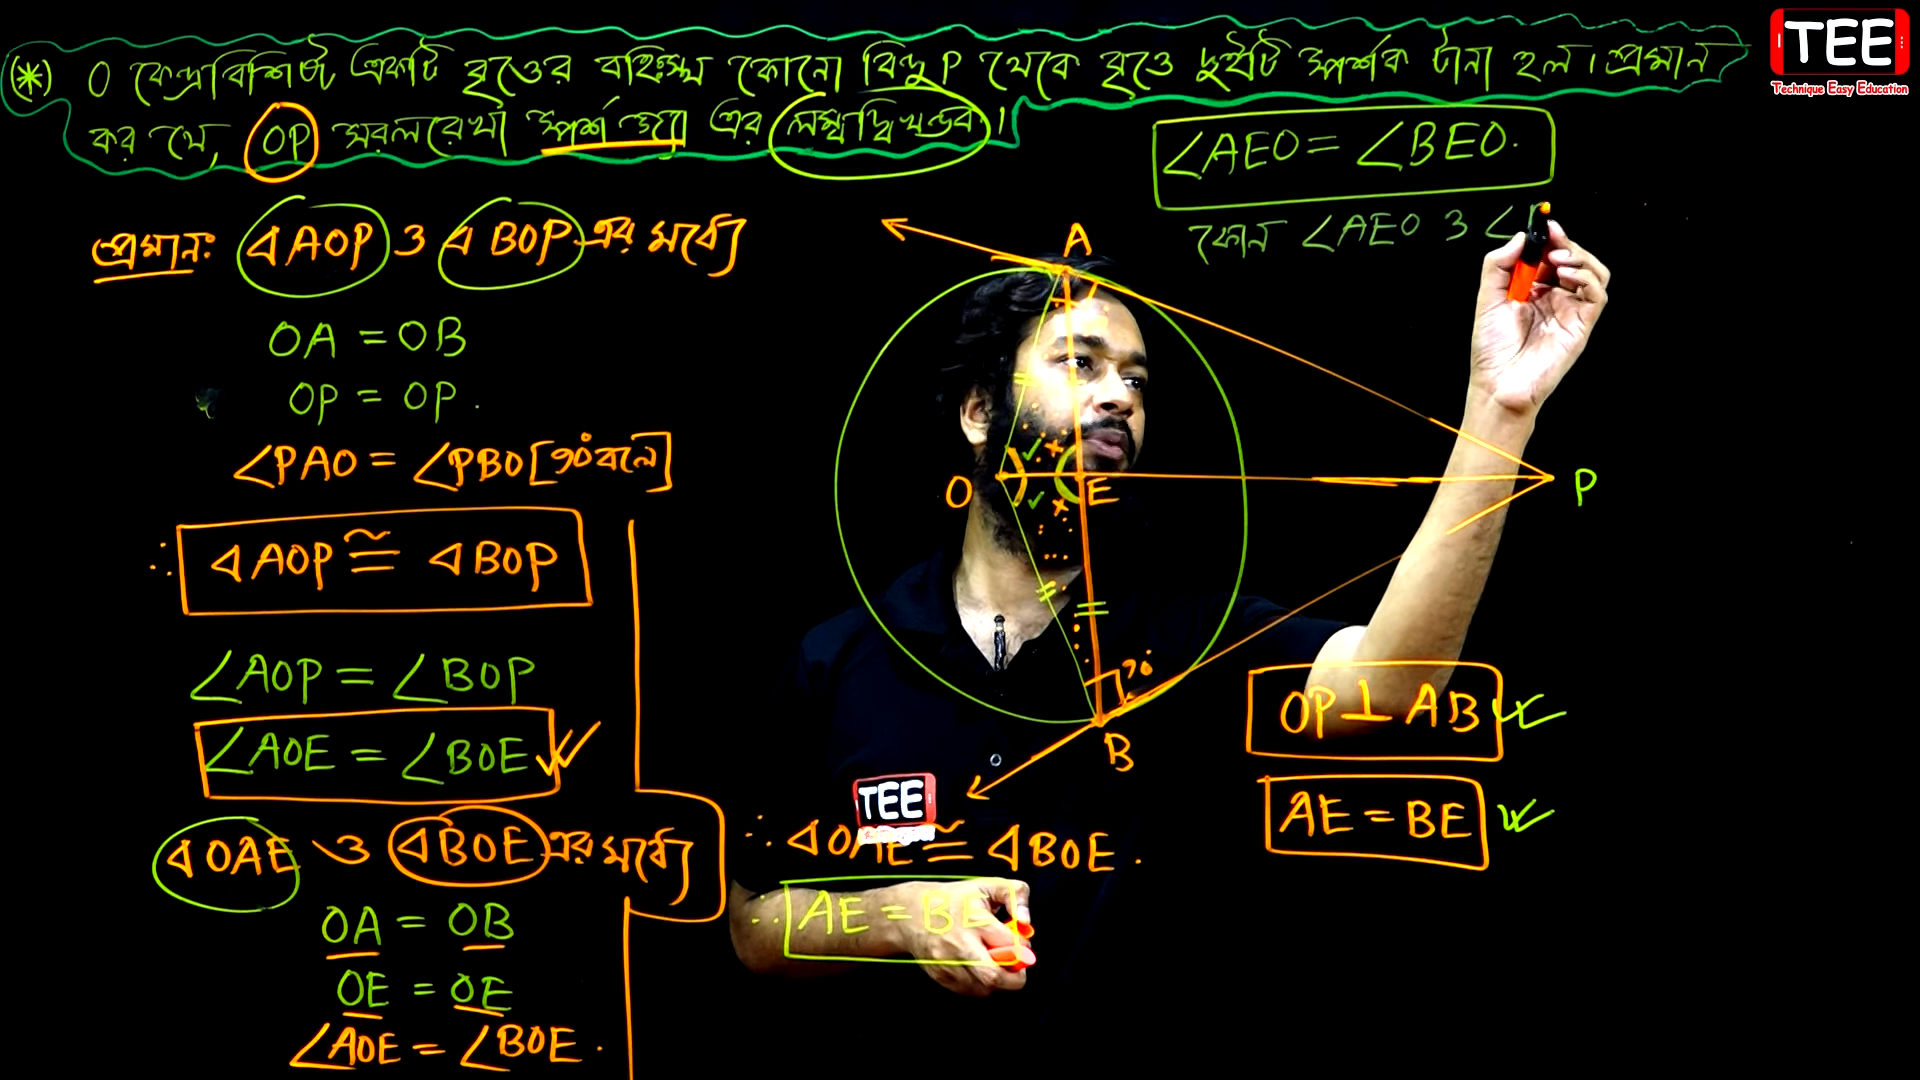 (*) O কেন্দ্রবিশিষ্ট একটি বৃত্তের বহিঃস্থ কোনো বিন্দু P থেকে বৃত্তে দুইটি স্পর্শক টানা হল। প্রমান
কর যে, OP সরলরেখা স্পর্শ জ্যা এর লম্বদ্বিখন্ডক।
TEE
Technique Easy Education
প্রমান: ⊲AOP ও ⊲BOP এর মধ্যে
OA = OB
OP = OP.
∠PAO = ∠PBO [90° বলে]
∴ ⊲AOP ≅ ⊲BOP
∠AOP = ∠BOP
∠AOE = ∠BOE
⊲OAE ও ⊲BOE এর মধ্যে
OA = OB
OE = OE
∠AOE = ∠BOE.
∠AEO = ∠BEO.
কোন ∠AEO ও ∠
A
O
E
P
B
90°
TEE
∴ ⊲OAE ≅ ⊲BOE.
∴ AE = BE
OP ⊥ AB
AE = BE